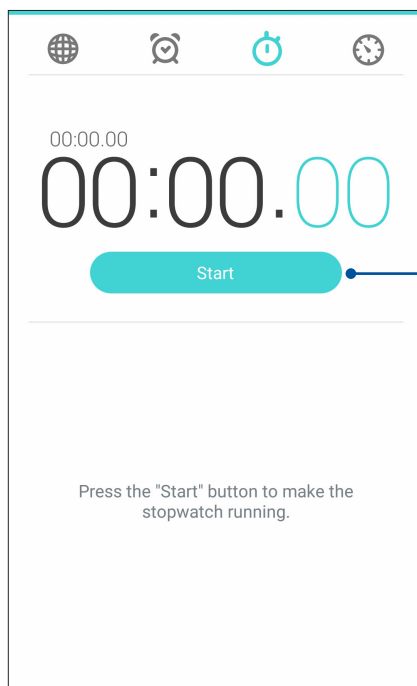 00:00.00
00:00.00
Start
Press the "Start" button to make the
stopwatch running.